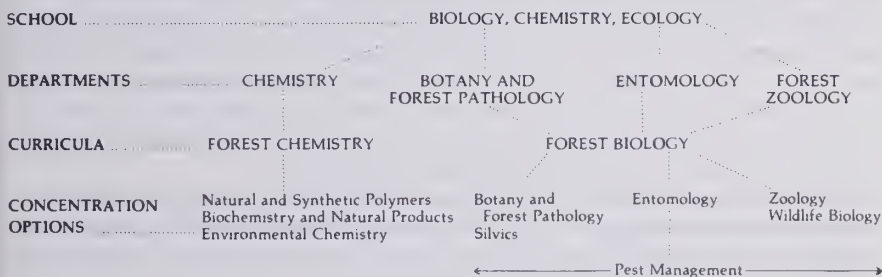 SCHOOL BIOLOGY, CHEMISTRY, ECOLOGY
DEPARTMENTS CHEMISTRY BOTANY AND ENTOMOLOGY FOREST
FOREST PATHOLOGY ZOOLOGY
CURRICULA FOREST CHEMISTRY FOREST BIOLOGY
CONCENTRATION OPTIONS
Natural and Synthetic Polymers
Biochemistry and Natural Products
Environmental Chemistry
Botany and
Forest Pathology
Silvics
Entomology
Zoology
Wildlife Biology
Pest Management